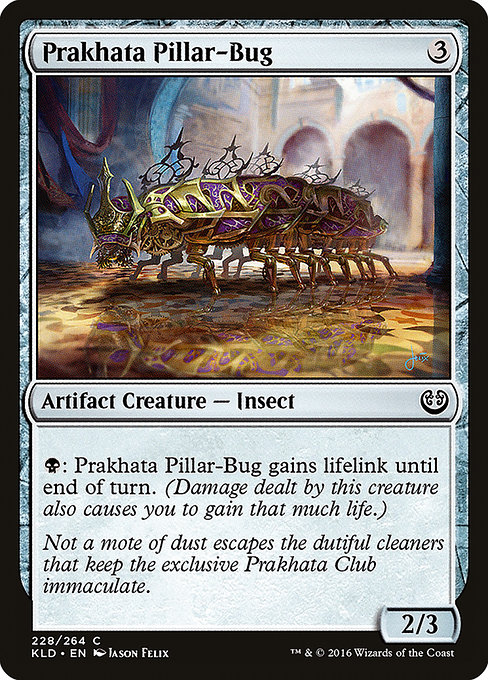 Prakhata Pillar-Bug 3
Artifact Creature — Insect
: Prakhata Pillar-Bug gains lifelink until
end of turn. (Damage dealt by this creature
also causes you to gain that much life.)
Not a mote of dust escapes the dutiful cleaners
that keep the exclusive Prakhata Club
immaculate.
2/3
228/264 C
KLD • EN Jason Felix
™ & © 2016 Wizards of the Coast